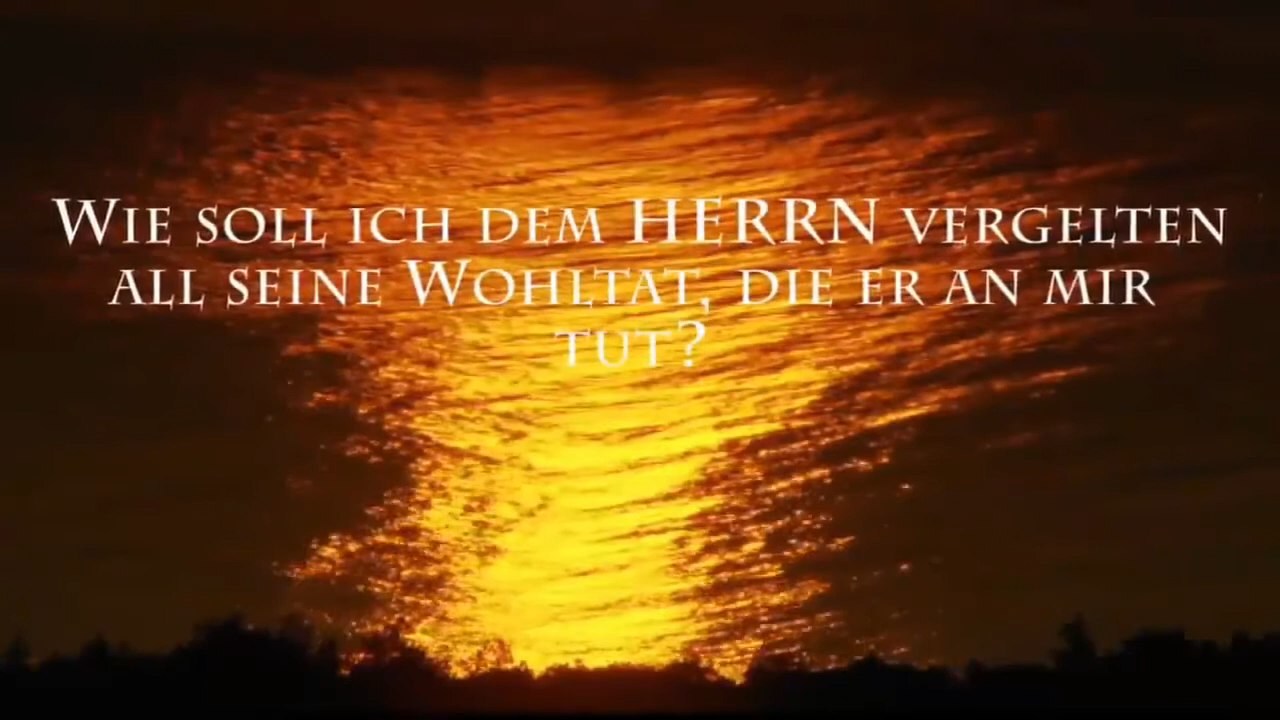 Wie soll ich dem HERRN vergelten
all seine Wohltat, die er an mir
tut?